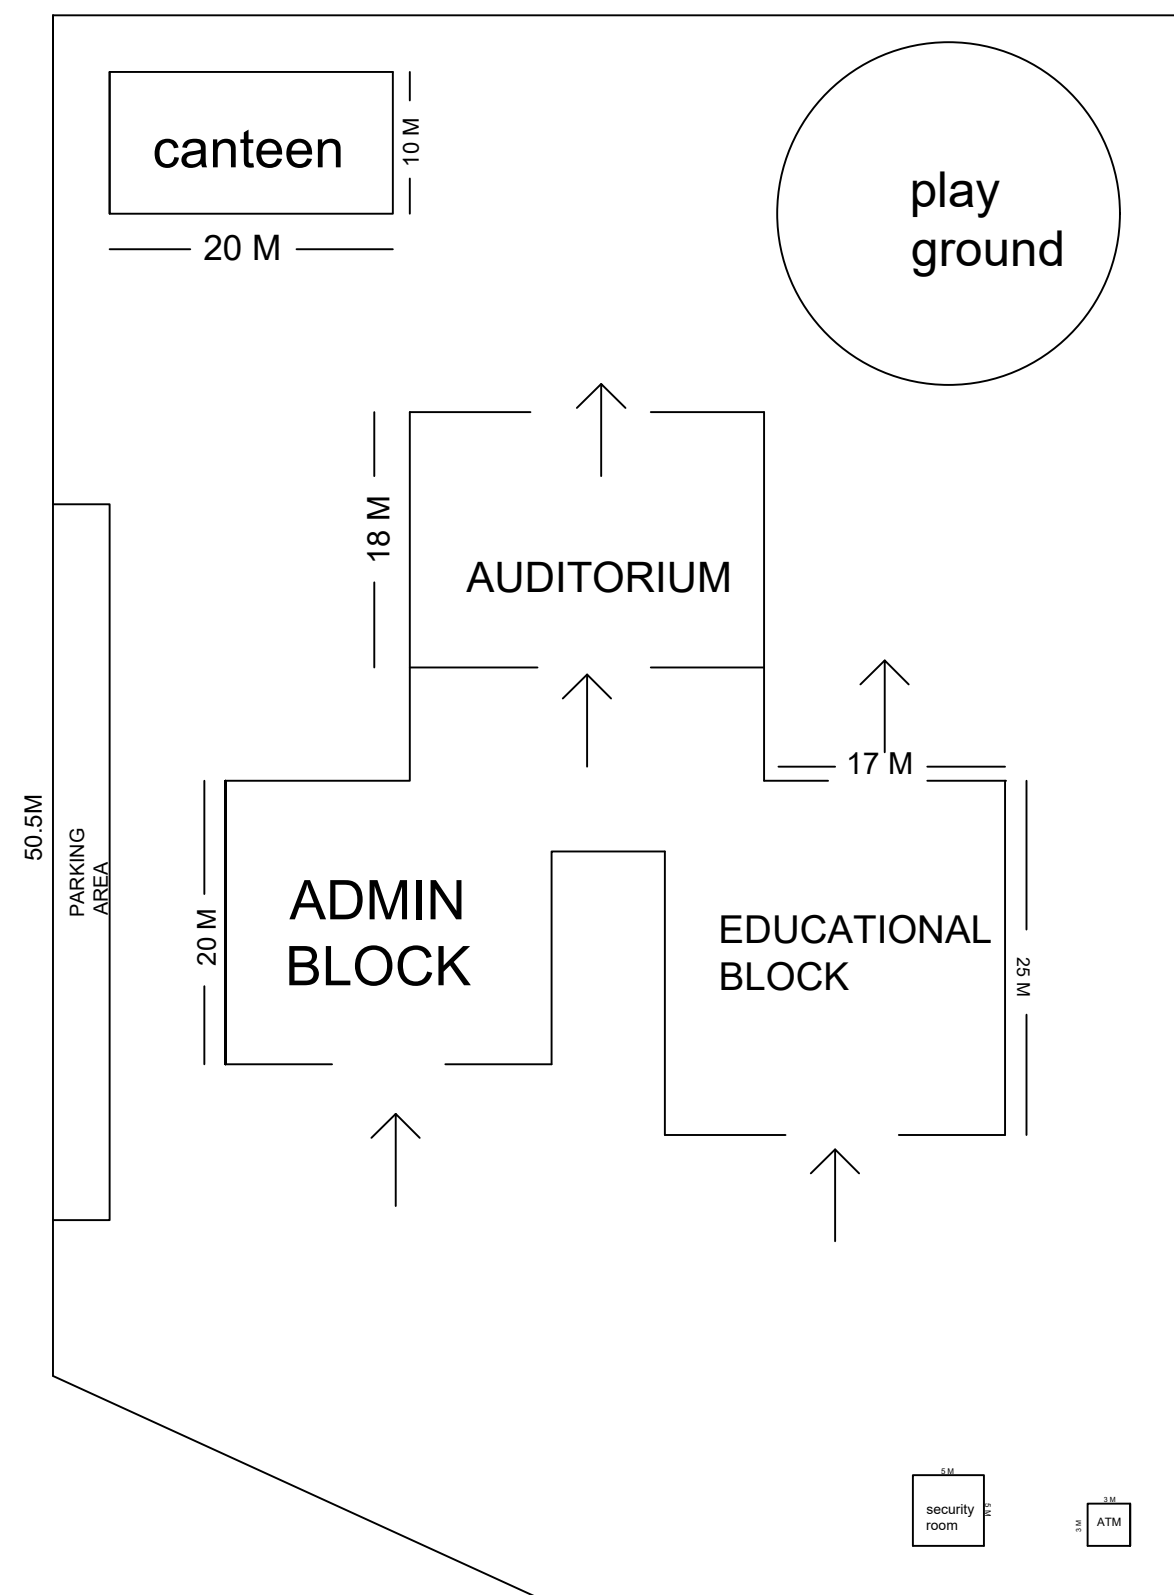 canteen
10 M
20 M
play
ground
18 M
AUDITORIUM
17 M
50.5M
PARKING
AREA
20 M
ADMIN
BLOCK
EDUCATIONAL
BLOCK
25 M
5 M
security
room
5 M
3 M
3 M
ATM